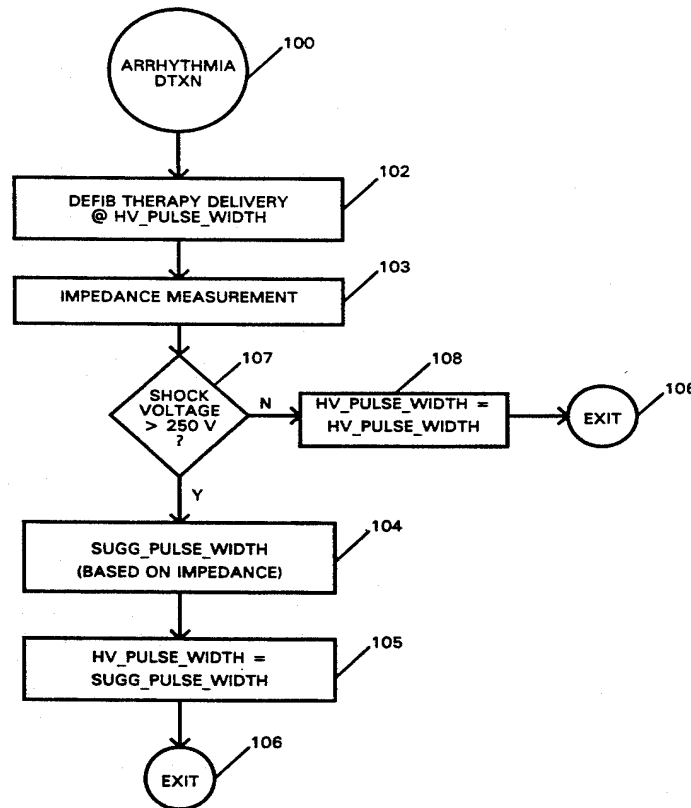 100
ARRHYTHMIA
DTXN
102
DEFIB THERAPY DELIVERY
@ HV_PULSE_WIDTH
103
IMPEDANCE MEASUREMENT
107
SHOCK
VOLTAGE
> 250 V
?
N
108
HV_PULSE_WIDTH =
HV_PULSE_WIDTH
106
EXIT
Y
104
SUGG_PULSE_WIDTH
(BASED ON IMPEDANCE)
105
HV_PULSE_WIDTH =
SUGG_PULSE_WIDTH
106
EXIT